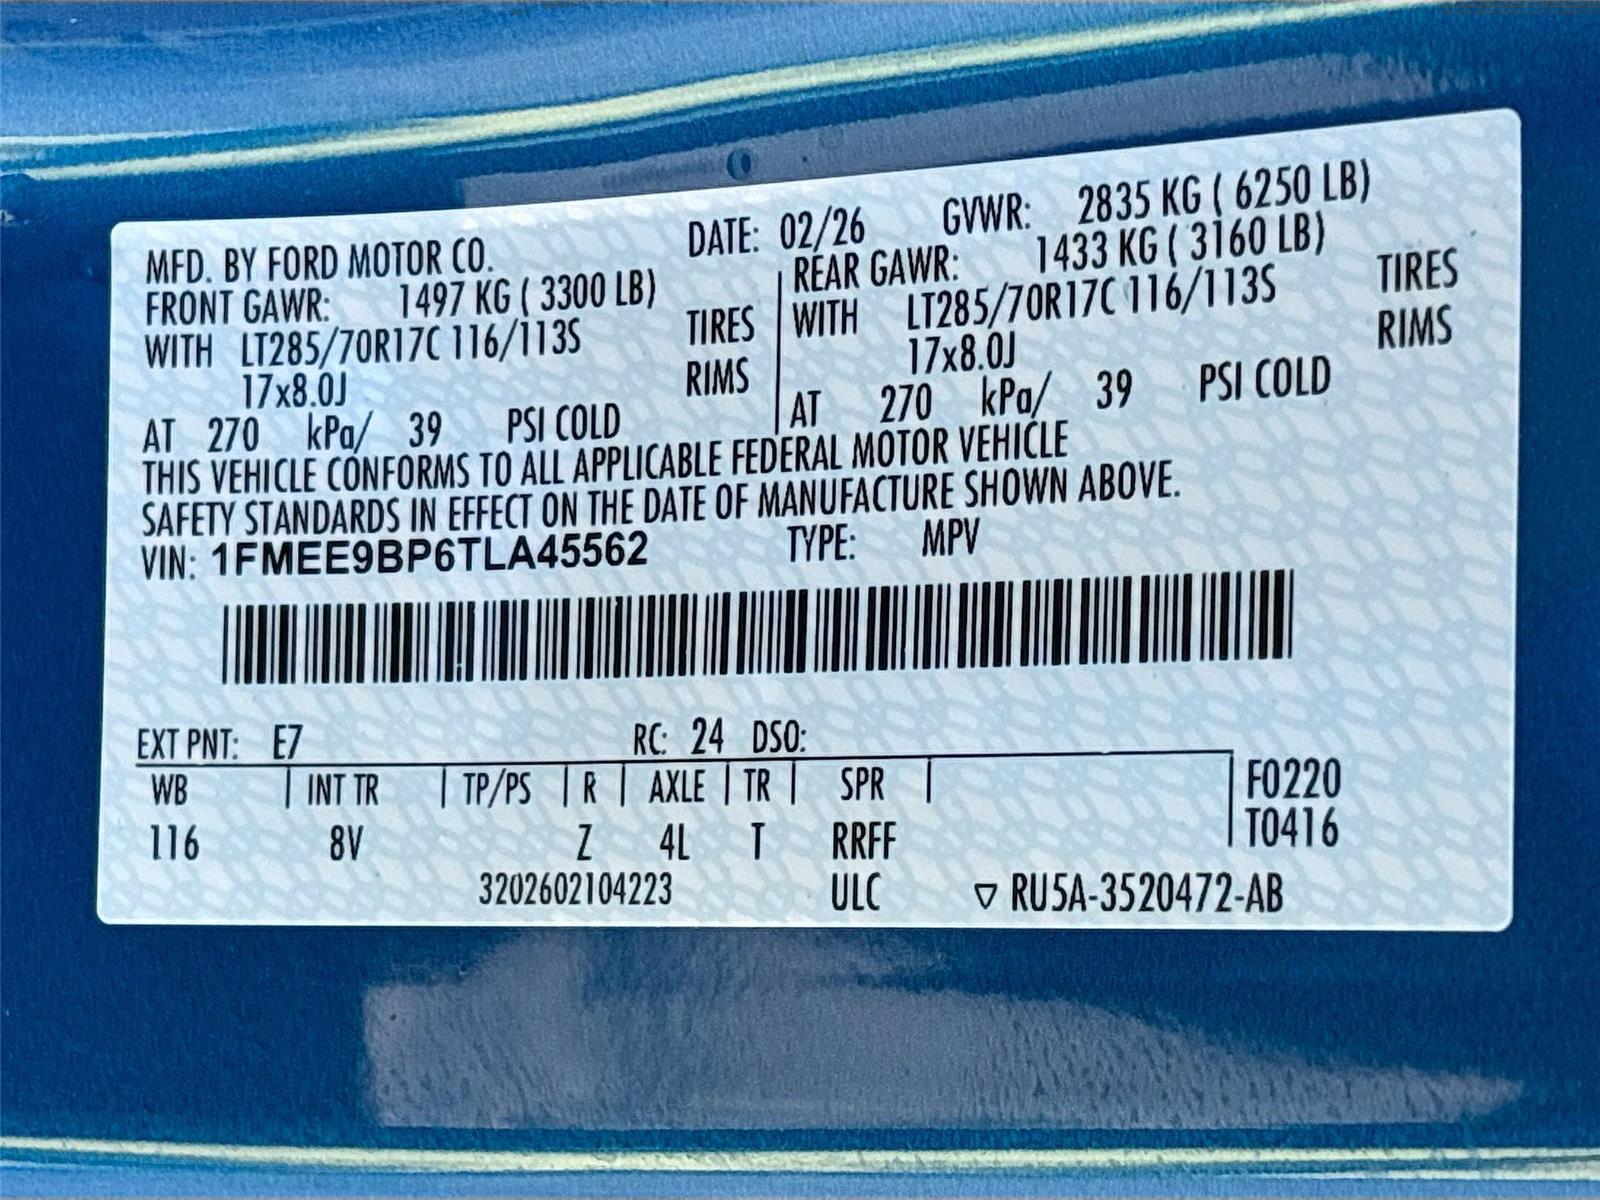 MFD. BY FORD MOTOR CO. DATE: 02/26 GVWR: 2835 KG ( 6250 LB)
FRONT GAWR: 1497 KG ( 3300 LB) REAR GAWR: 1433 KG ( 3160 LB)
WITH LT285/70R17C 116/113S TIRES WITH LT285/70R17C 116/113S TIRES
17x8.0J RIMS 17x8.0J RIMS
AT 270 kPa/ 39 PSI COLD AT 270 kPa/ 39 PSI COLD
THIS VEHICLE CONFORMS TO ALL APPLICABLE FEDERAL MOTOR VEHICLE
SAFETY STANDARDS IN EFFECT ON THE DATE OF MANUFACTURE SHOWN ABOVE.
VIN: 1FMEE9BP6TLA45562 TYPE: MPV
EXT PNT: E7 RC: 24 DSO:
WB INT TR TP/PS R AXLE TR SPR F0220
116 8V Z 4L T RRFF T0416
3202602104223 ULC ▽ RU5A-3520472-AB